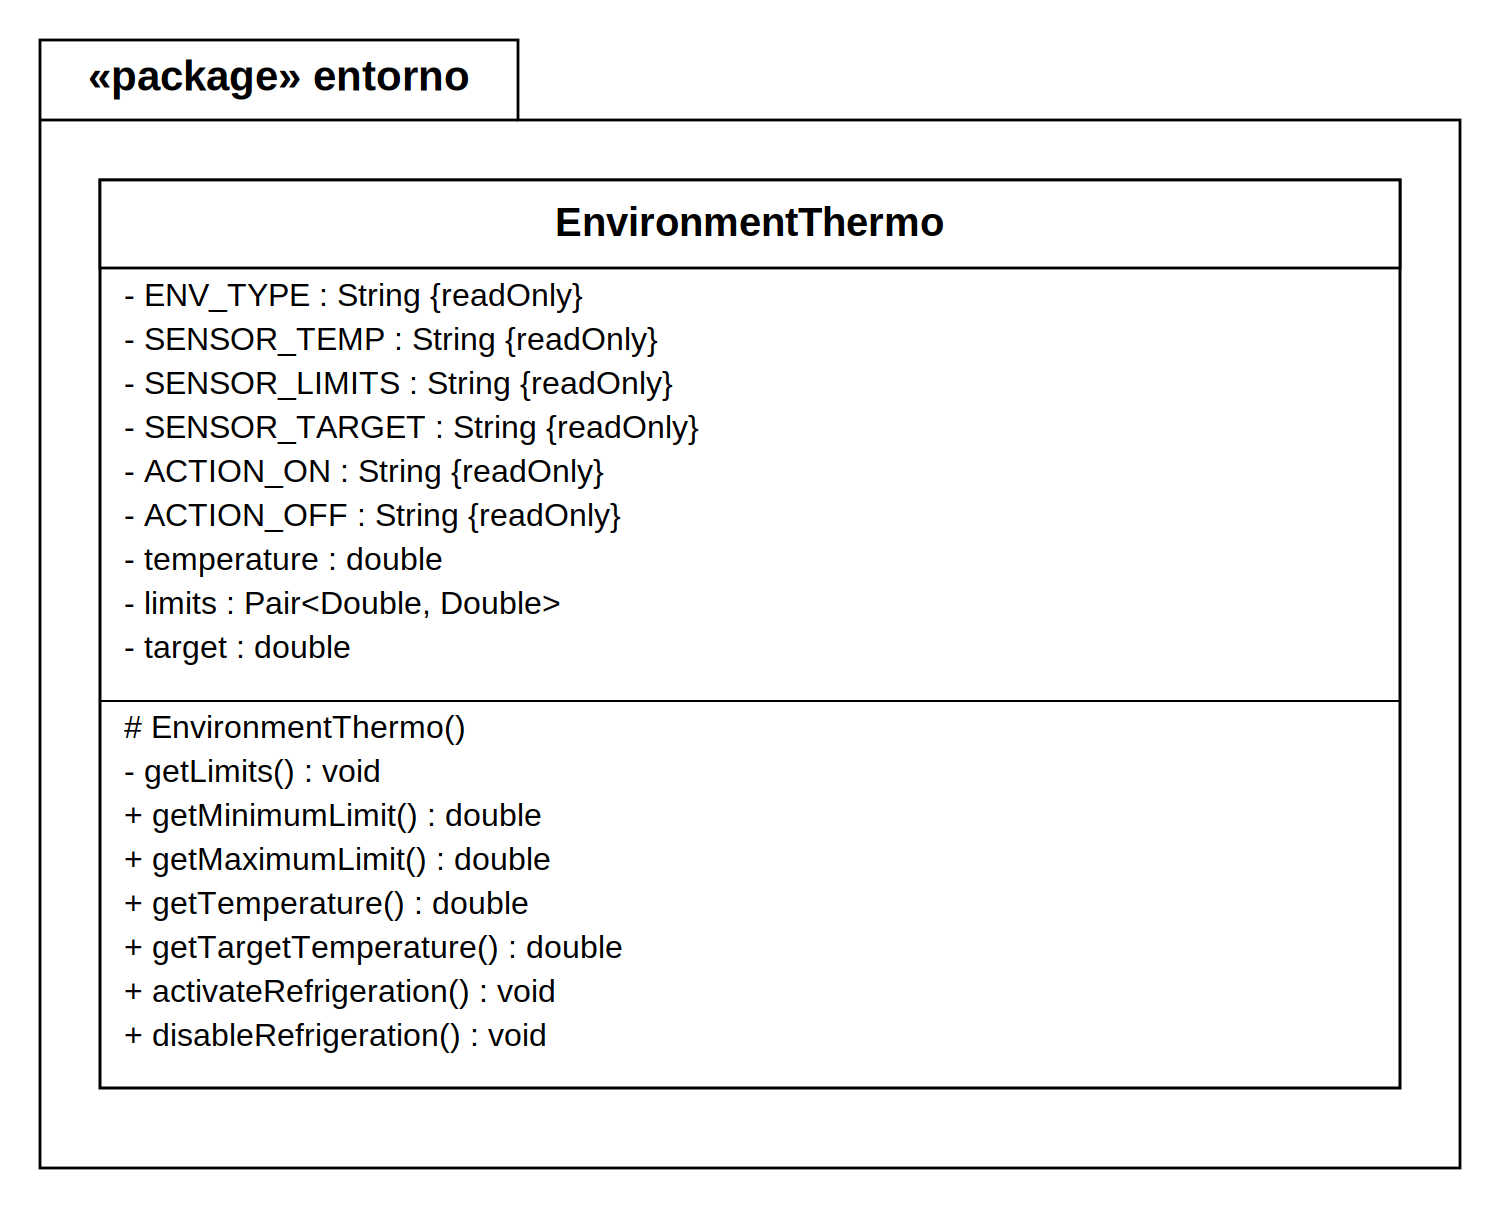 «package» entorno
EnvironmentThermo
- ENV_TYPE : String {readOnly}
- SENSOR_TEMP : String {readOnly}
- SENSOR_LIMITS : String {readOnly}
- SENSOR_TARGET : String {readOnly}
- ACTION_ON : String {readOnly}
- ACTION_OFF : String {readOnly}
- temperature : double
- limits : Pair<Double, Double>
- target : double
# EnvironmentThermo()
- getLimits() : void
+ getMinimumLimit() : double
+ getMaximumLimit() : double
+ getTemperature() : double
+ getTargetTemperature() : double
+ activateRefrigeration() : void
+ disableRefrigeration() : void